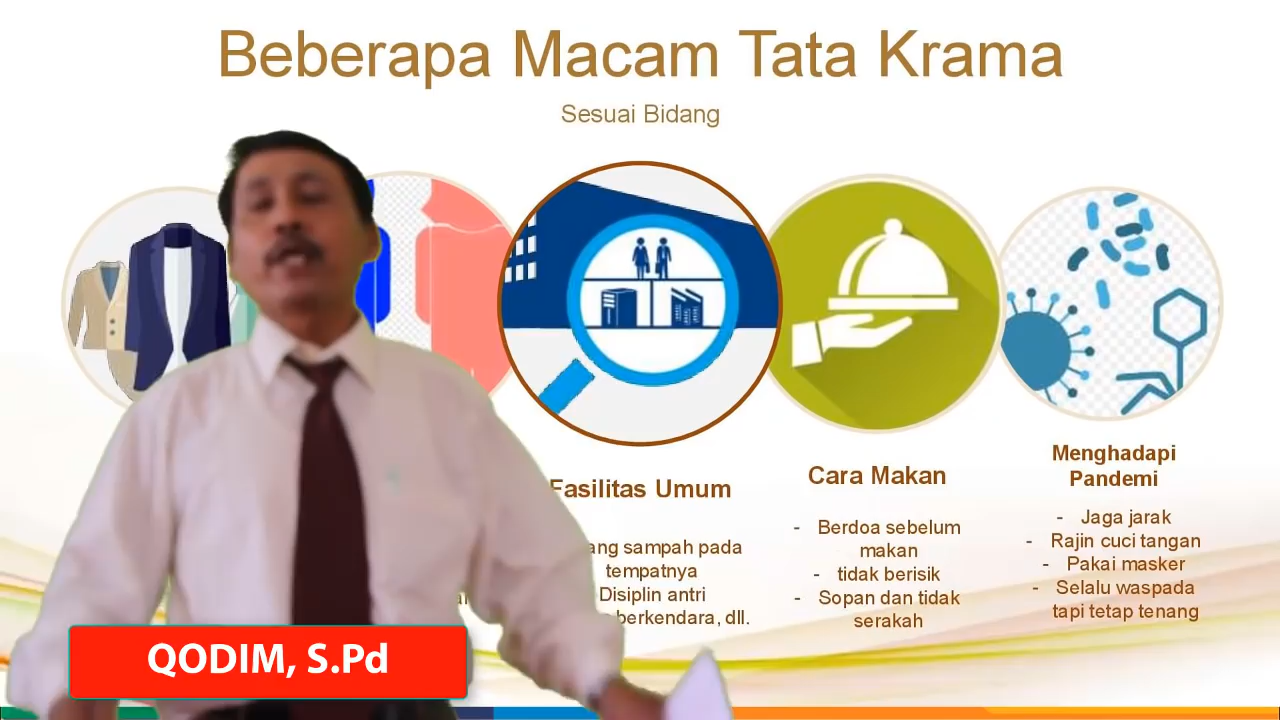 Beberapa Macam Tata Krama
Sesuai Bidang
Fasilitas Umum
sampah pada
tempatnya
Disiplin antri
berkendara, dll.
Cara Makan
- Berdoa sebelum
makan
- tidak berisik
- Sopan dan tidak
serakah
Menghadapi
Pandemi
- Jaga jarak
- Rajin cuci tangan
- Pakai masker
- Selalu waspada
tapi tetap tenang
QODIM, S.Pd